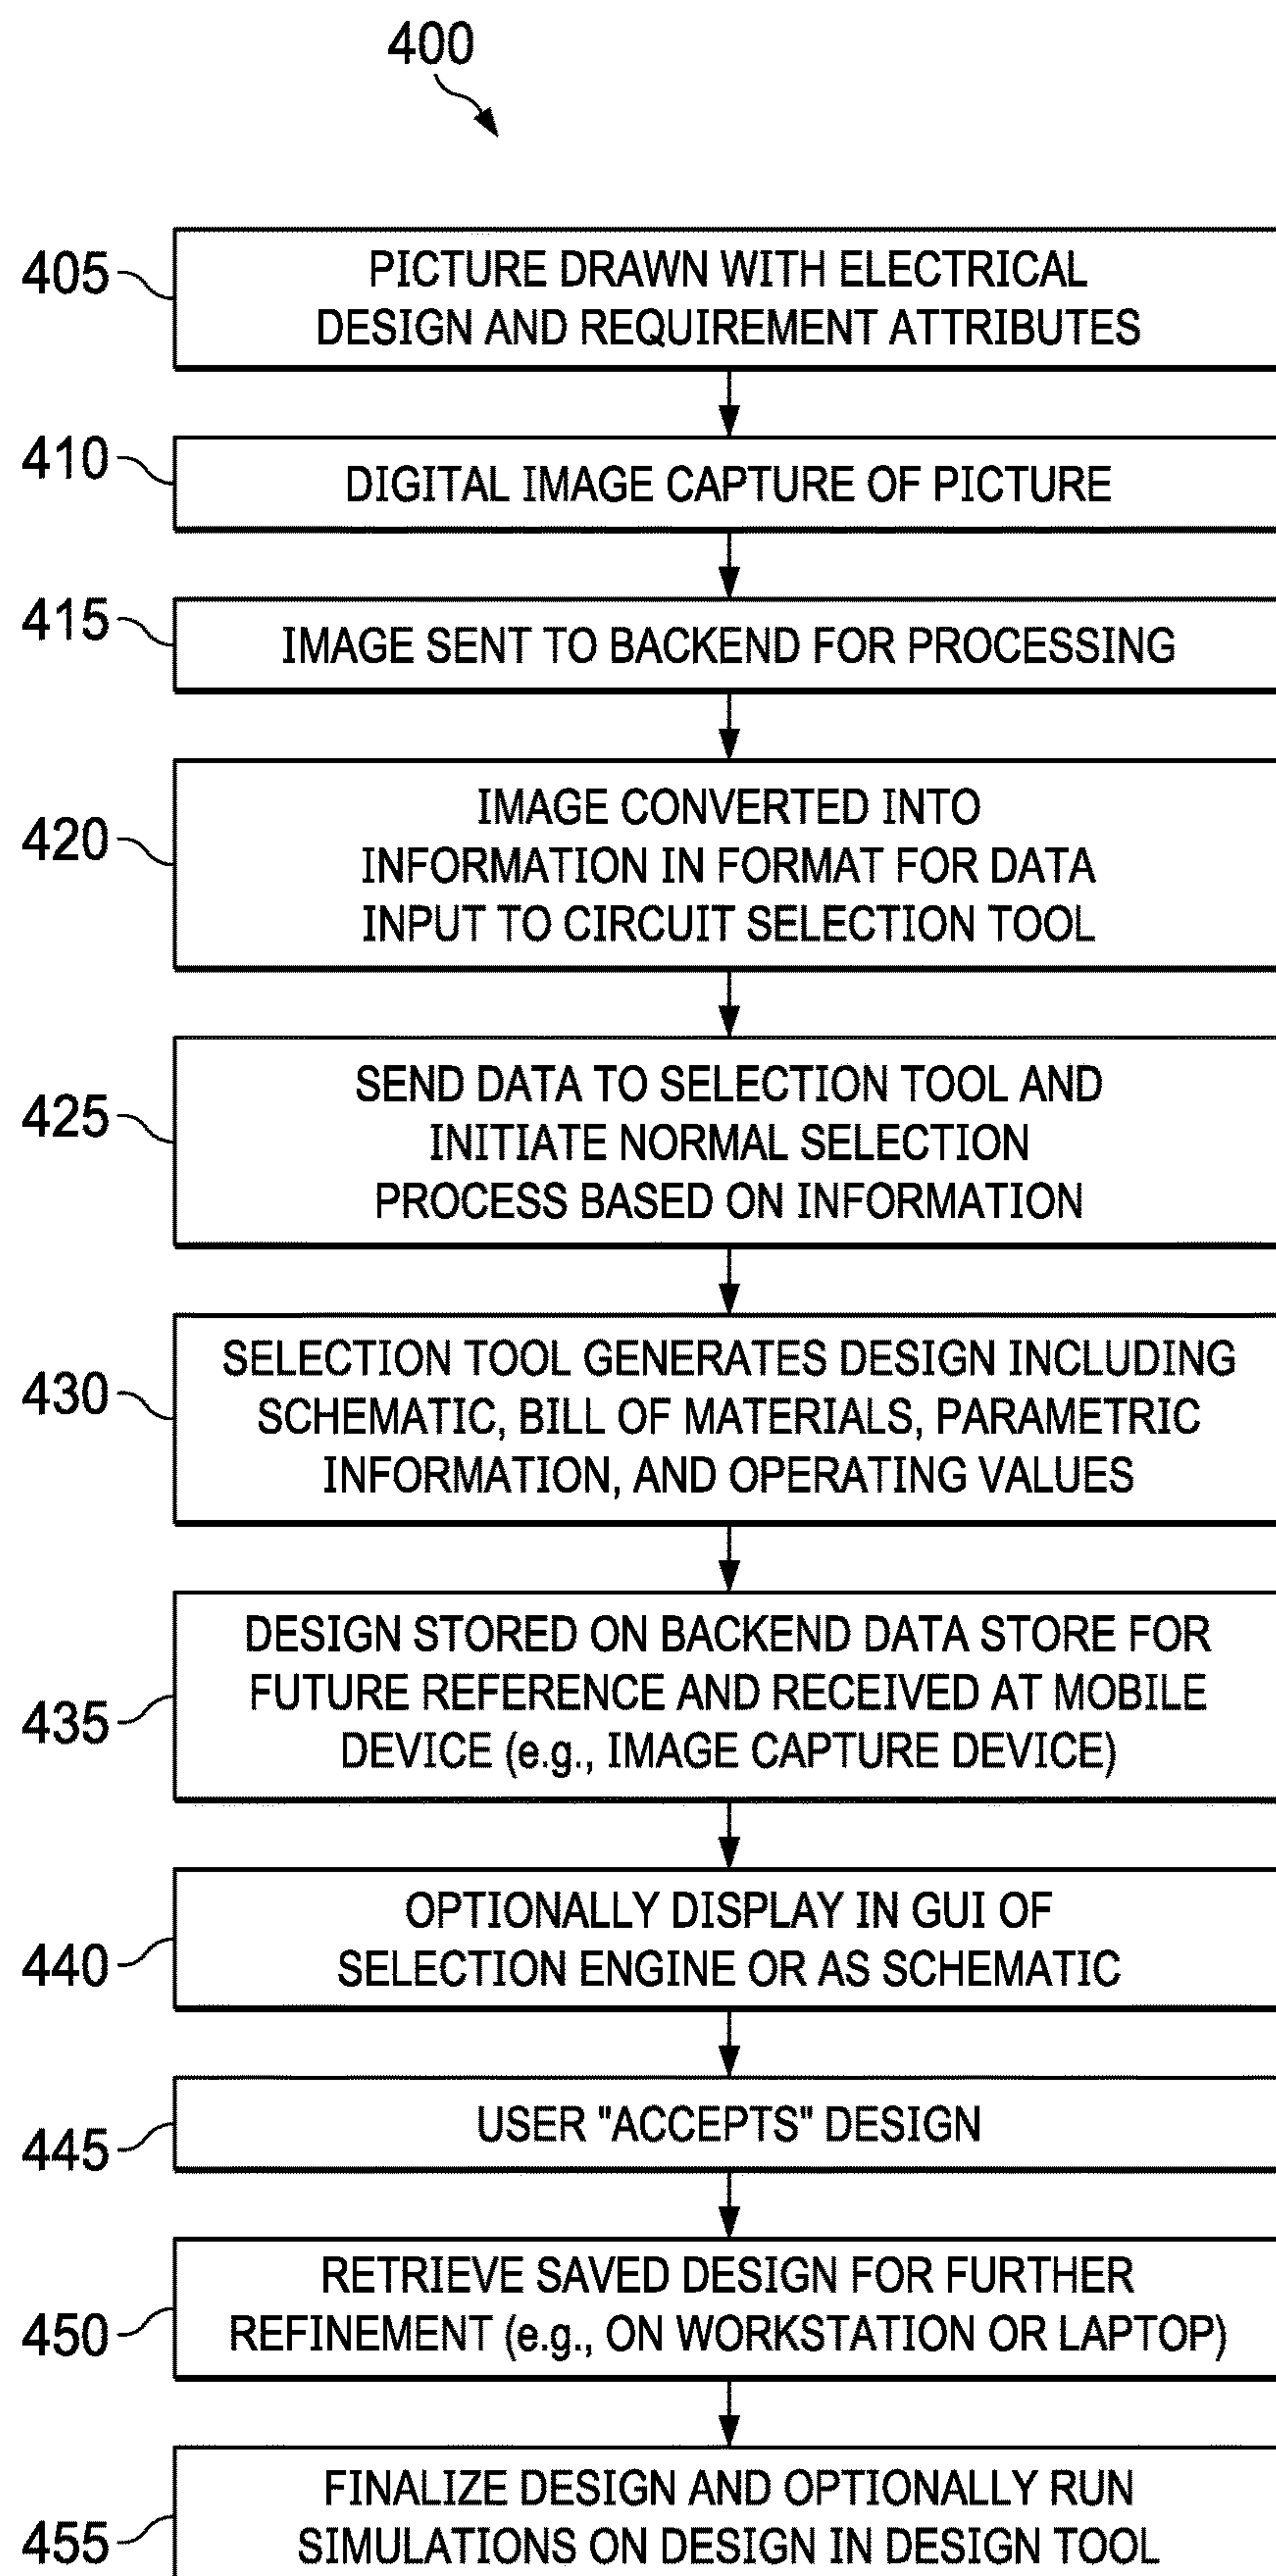 400
405
PICTURE DRAWN WITH ELECTRICAL
DESIGN AND REQUIREMENT ATTRIBUTES
410
DIGITAL IMAGE CAPTURE OF PICTURE
415
IMAGE SENT TO BACKEND FOR PROCESSING
420
IMAGE CONVERTED INTO
INFORMATION IN FORMAT FOR DATA
INPUT TO CIRCUIT SELECTION TOOL
425
SEND DATA TO SELECTION TOOL AND
INITIATE NORMAL SELECTION
PROCESS BASED ON INFORMATION
430
SELECTION TOOL GENERATES DESIGN INCLUDING
SCHEMATIC, BILL OF MATERIALS, PARAMETRIC
INFORMATION, AND OPERATING VALUES
435
DESIGN STORED ON BACKEND DATA STORE FOR
FUTURE REFERENCE AND RECEIVED AT MOBILE
DEVICE (e.g., IMAGE CAPTURE DEVICE)
440
OPTIONALLY DISPLAY IN GUI OF
SELECTION ENGINE OR AS SCHEMATIC
445
USER "ACCEPTS" DESIGN
450
RETRIEVE SAVED DESIGN FOR FURTHER
REFINEMENT (e.g., ON WORKSTATION OR LAPTOP)
455
FINALIZE DESIGN AND OPTIONALLY RUN
SIMULATIONS ON DESIGN IN DESIGN TOOL